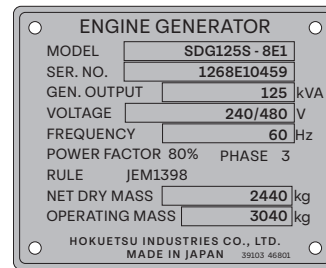 ENGINE GENERATOR
MODEL SDG125S - 8E1
SER. NO. 1268E10459
GEN. OUTPUT 125 kVA
VOLTAGE 240/480 V
FREQUENCY 60 Hz
POWER FACTOR 80% PHASE 3
RULE JEM1398
NET DRY MASS 2440 kg
OPERATING MASS 3040 kg
HOKUETSU INDUSTRIES CO., LTD.
MADE IN JAPAN 39103 46801